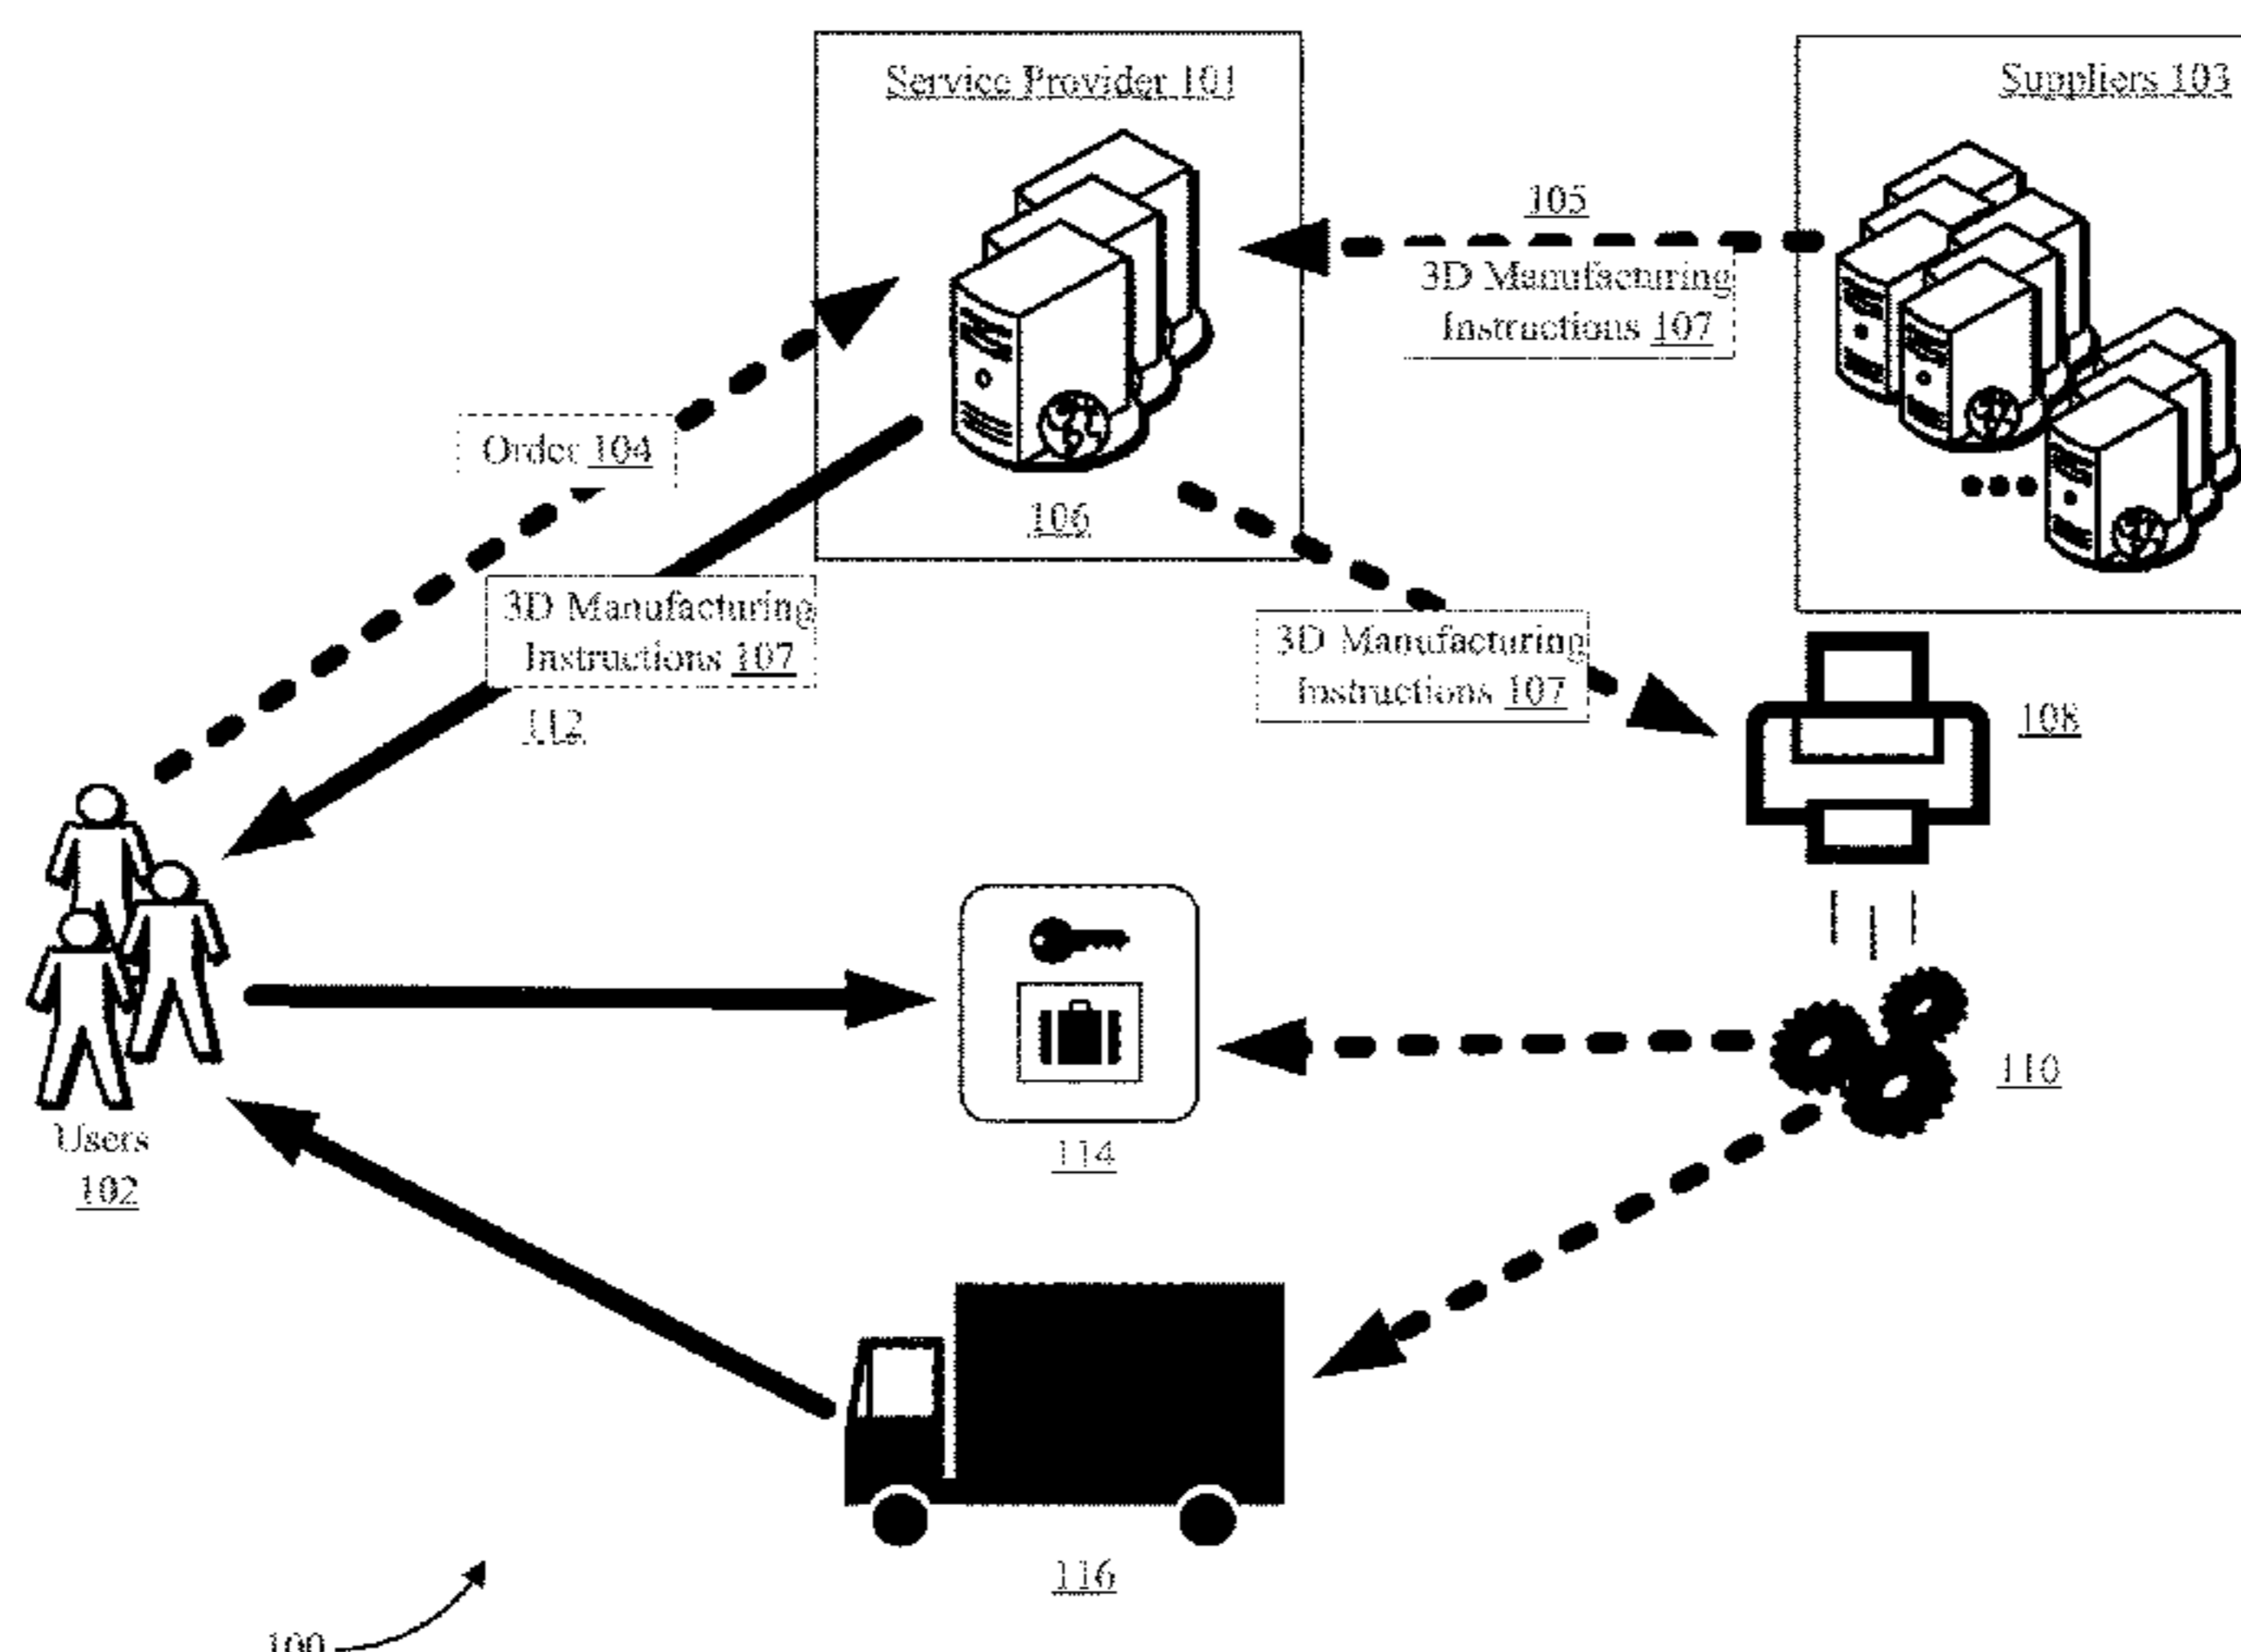 Service Provider 101
Suppliers 103
105
3D Manufacturing
Instructions 107
Order 104
106
3D Manufacturing
Instructions 107
112
3D Manufacturing
Instructions 107
108
110
114
Users
102
116
100